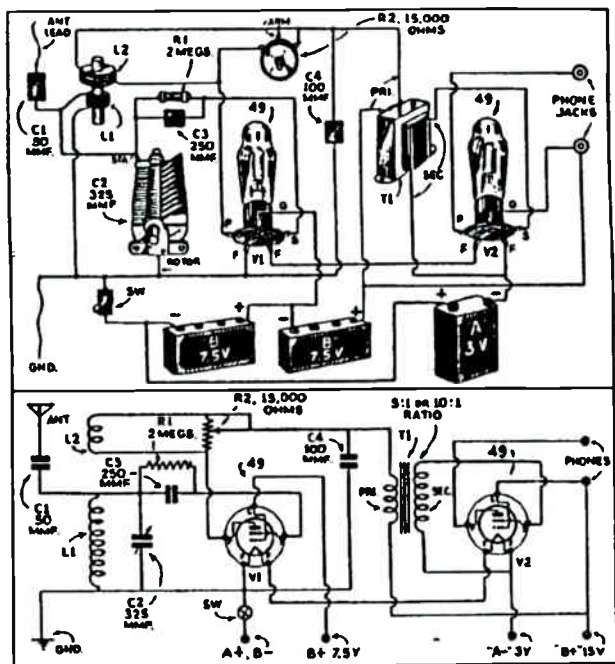 ANT
LEAD
L2
R1
2 MEGS.
ARM
R2, 15,000
OHMS
C4
100
MMF.
PRI.
49
PHONE
JACKS
C1
50
MMF.
L1
C3
250
MMF.
STA.
49
C2
325
MMF.
ROTOR
P
G
S
F
F
V1
T1
SEC.
P
G
S
F
F
V2
SW
GND.
-
+
B
7.5V
-
+
B
7.5V
+
-
A
3V
ANT
L2
R1
2 MEGS.
R2, 15,000
OHMS
C4
100
MMF.
5:1 OR 10:1
RATIO
T1
49
PHONES
C3
250
MMF
49
PRI.
SEC.
C1
50
MMF.
L1
C2
325
MMF.
V1
V2
SW
GND.
A+, B-
B+ 7.5V
"A-" 3V
"B+" 15V